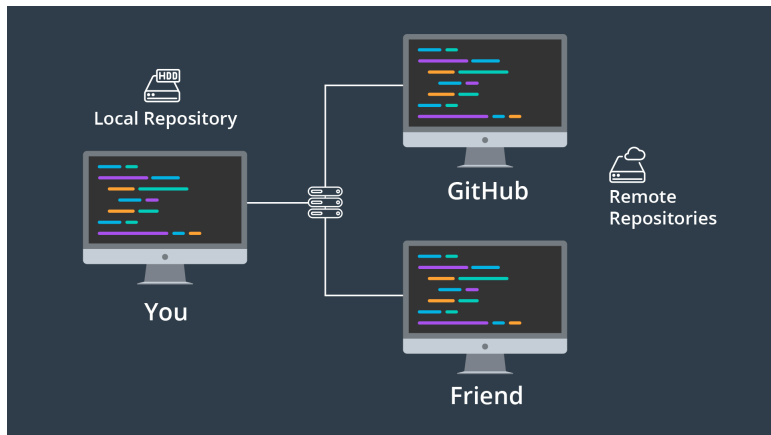 HDD
Local Repository
You
GitHub
Remote
Repositories
Friend